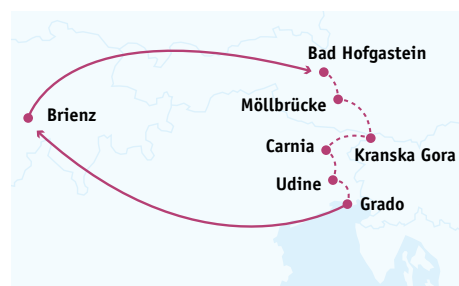 Bad Hofgastein
Möllbrücke
Brienz
Carnia
Kranska Gora
Udine
Grado